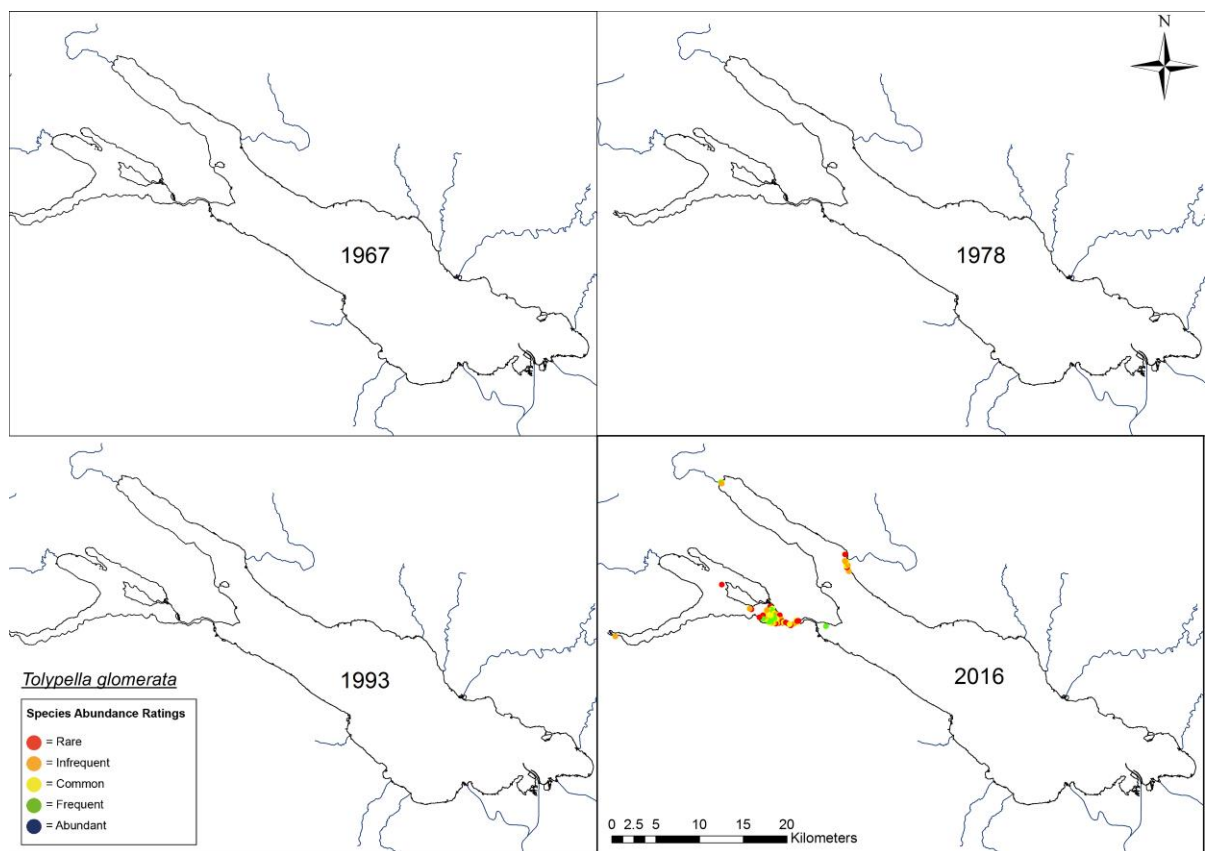 N
1967
1978
1993
2016
Tolypella glomerata
Species Abundance Ratings
= Rare
= Infrequent
= Common
= Frequent
= Abundant
0 2.5 5 10 15 20
Kilometers